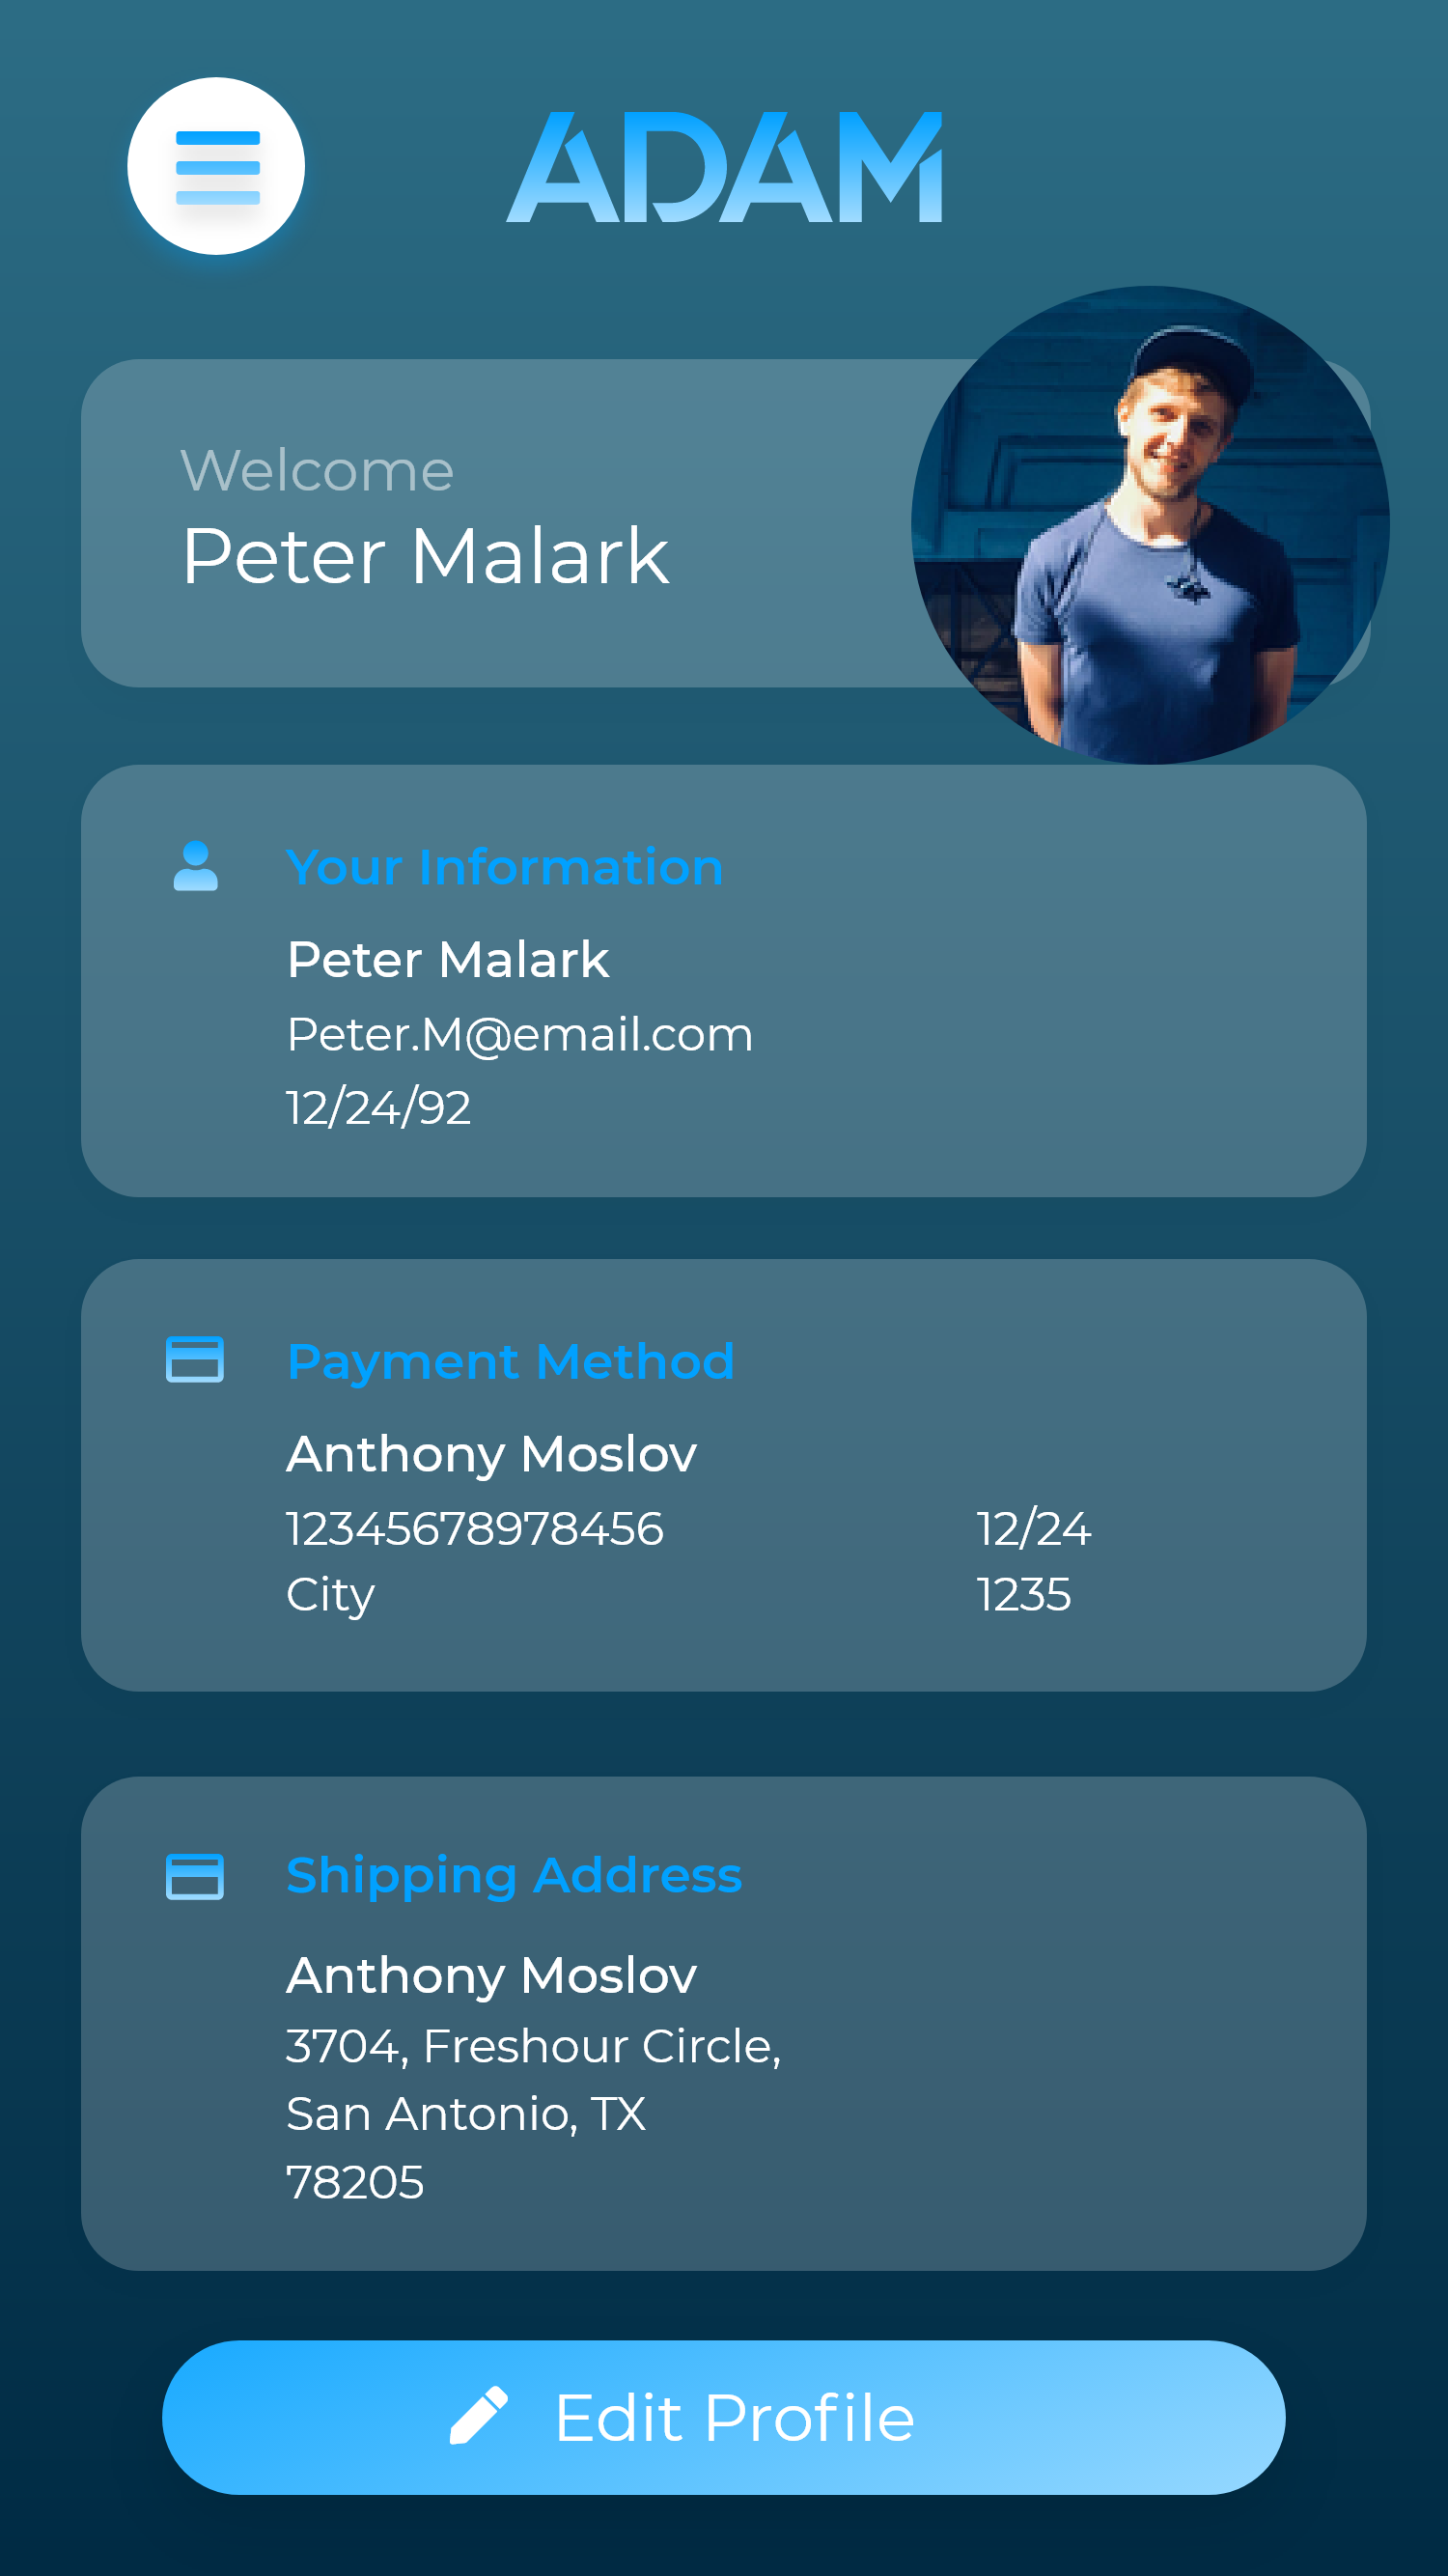 ADAM
Welcome
Peter Malark
Your Information
Peter Malark
Peter.M@email.com
12/24/92
Payment Method
Anthony Moslov
12345678978456 12/24
City 1235
Shipping Address
Anthony Moslov
3704, Freshour Circle,
San Antonio, TX
78205
Edit Profile